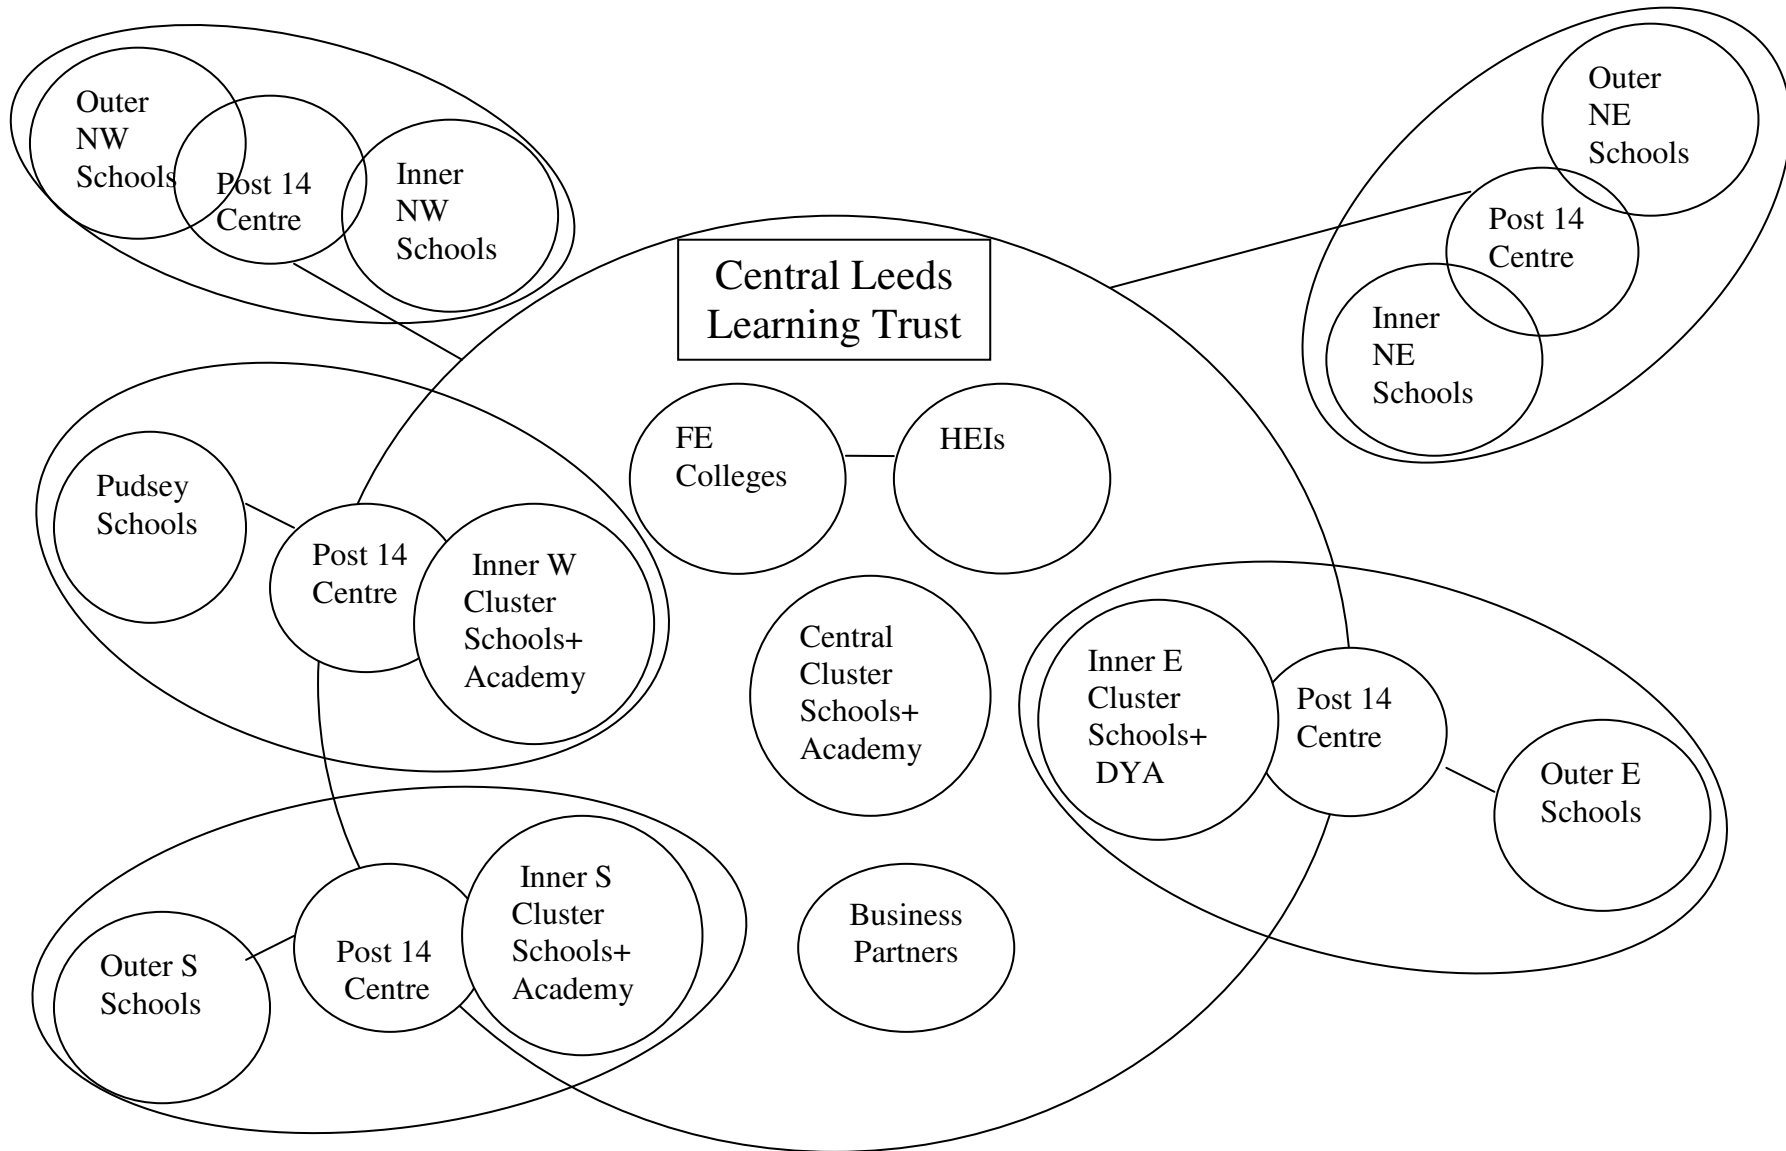 Outer
NW
Schools
Post 14
Centre
Inner
NW
Schools
Outer
NE
Schools
Post 14
Centre
Inner
NE
Schools
Central Leeds
Learning Trust
FE
Colleges
HEIs
Pudsey
Schools
Post 14
Centre
Inner W
Cluster
Schools+
Academy
Central
Cluster
Schools+
Academy
Inner E
Cluster
Schools+
DYA
Post 14
Centre
Outer E
Schools
Outer S
Schools
Post 14
Centre
Inner S
Cluster
Schools+
Academy
Business
Partners